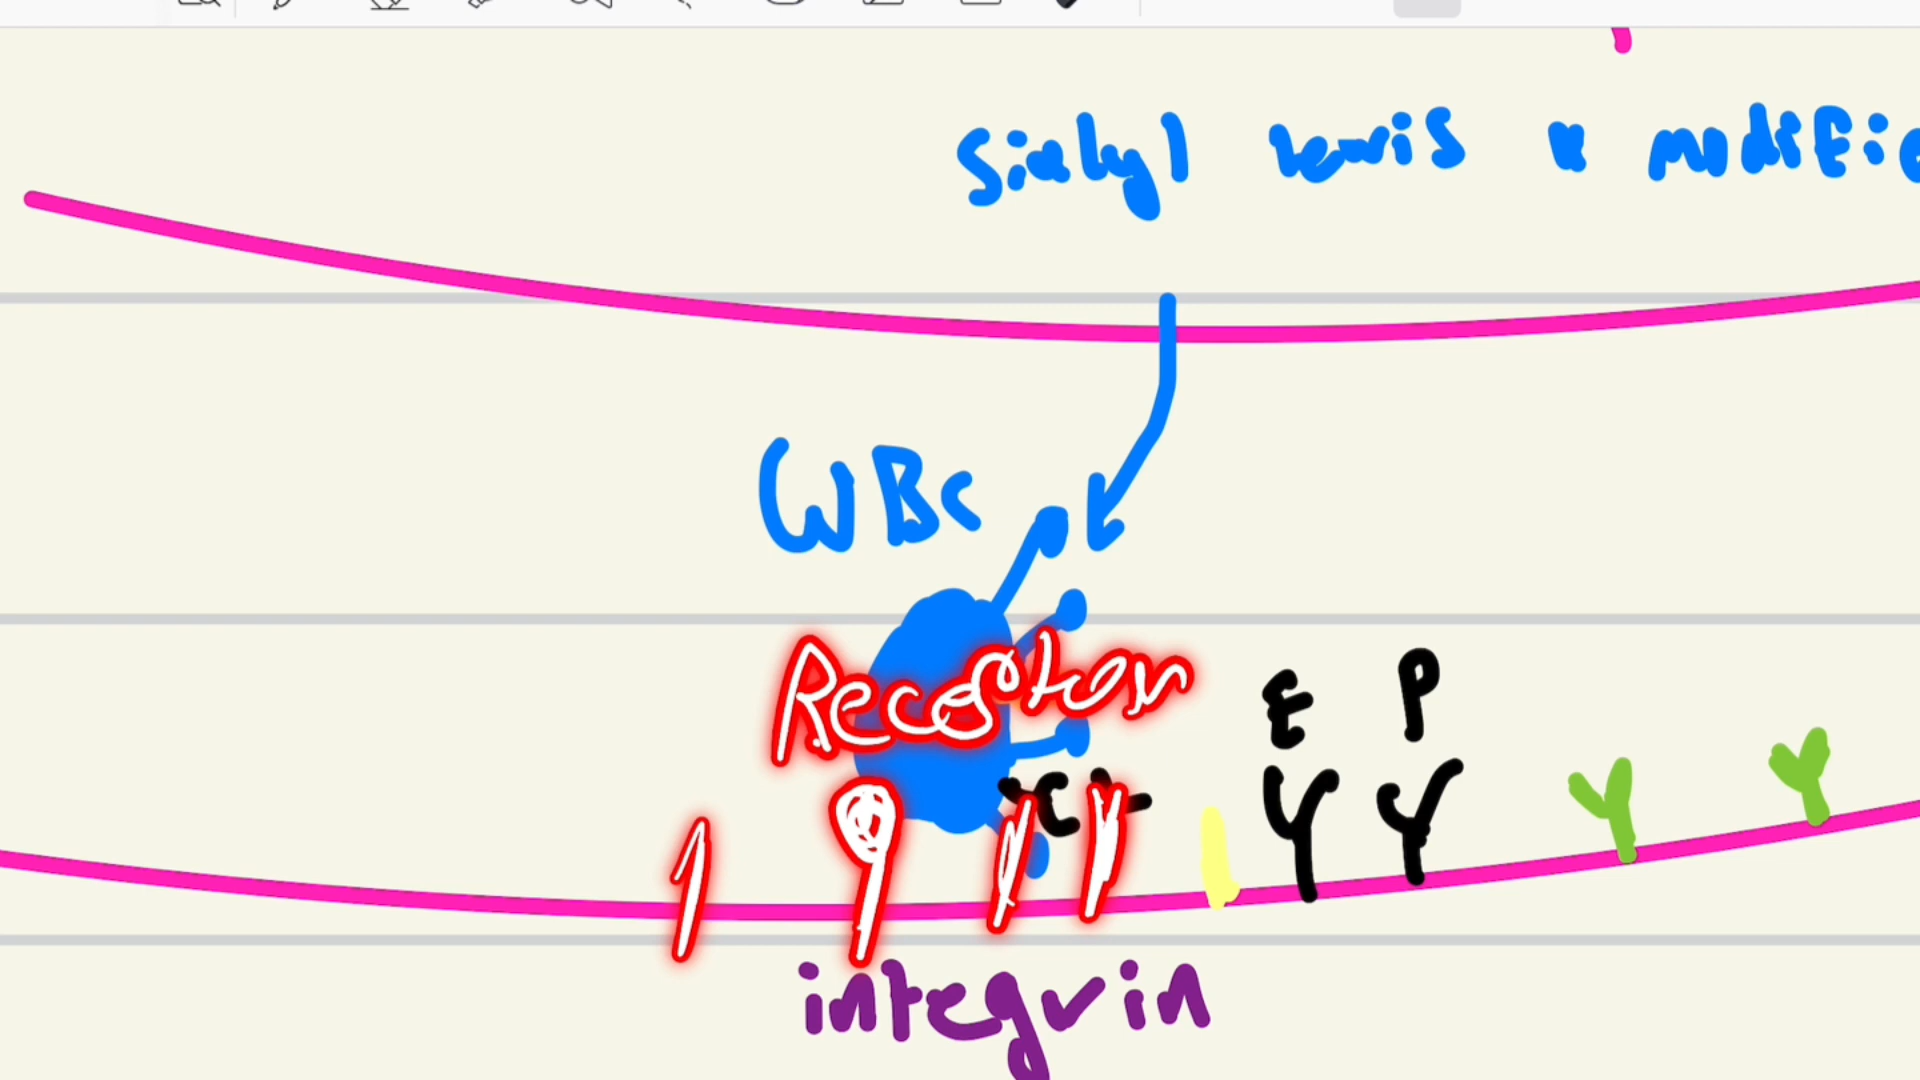 Sialyl lewis x modifie
WBC
Receptor
E P
integrin